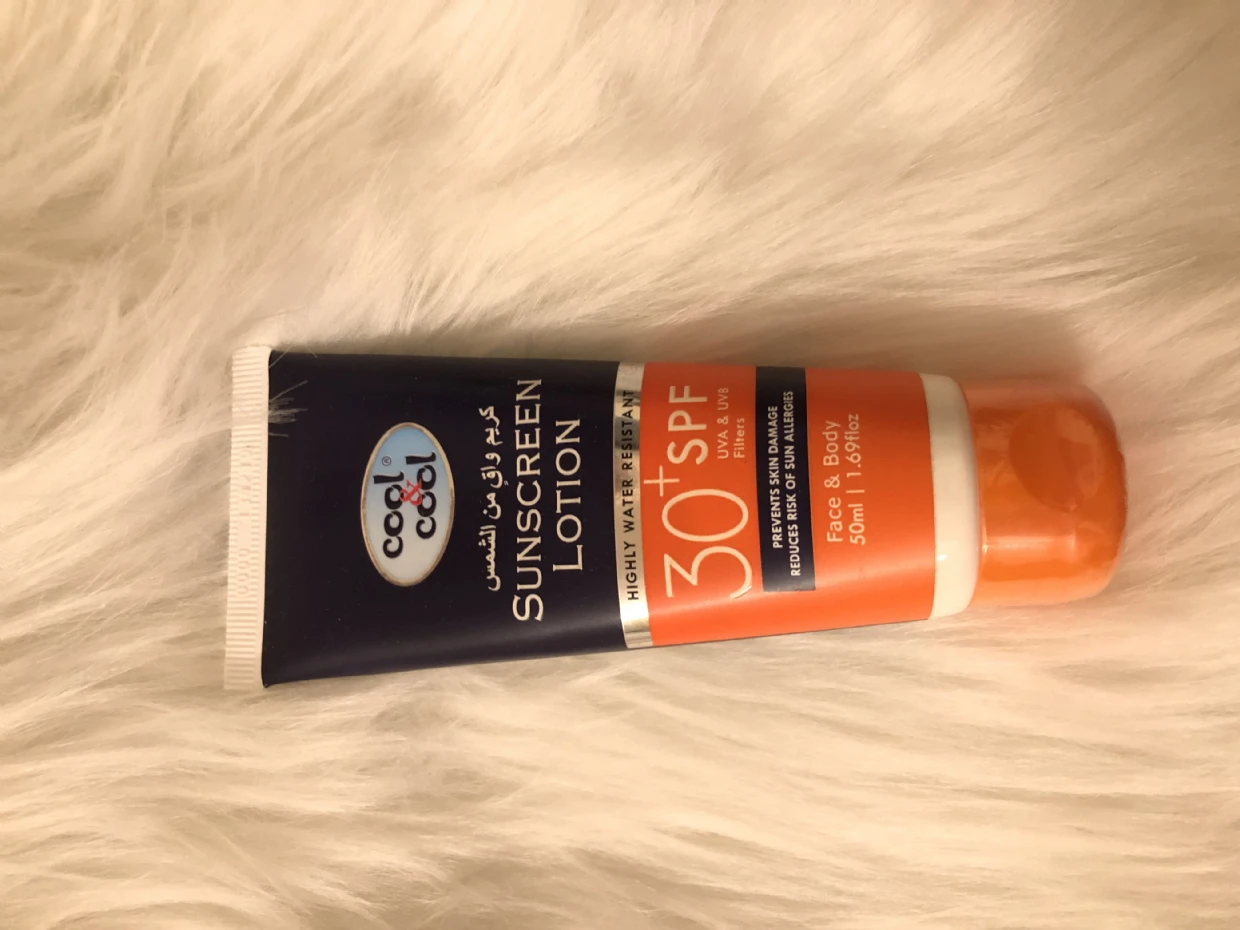 cool ®
&
cool
كريم واقٍ من الشمس
SUNSCREEN
LOTION
HIGHLY WATER RESISTANT
30+ SPF
UVA & UVB
Filters
PREVENTS SKIN DAMAGE
REDUCES RISK OF SUN ALLERGIES
Face & Body
50ml | 1.69floz